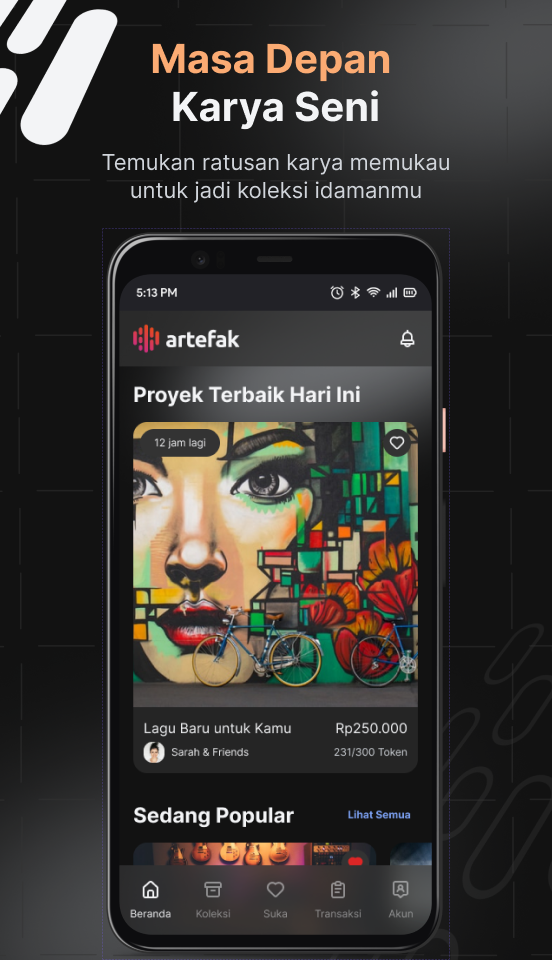 Masa Depan
Karya Seni
Temukan ratusan karya memukau
untuk jadi koleksi idamanmu
5:13 PM
artefak
Proyek Terbaik Hari Ini
12 jam lagi
Lagu Baru untuk Kamu
Rp250.000
Sarah & Friends
231/300 Token
Sedang Popular
Lihat Semua
Beranda
Koleksi
Suka
Transaksi
Akun